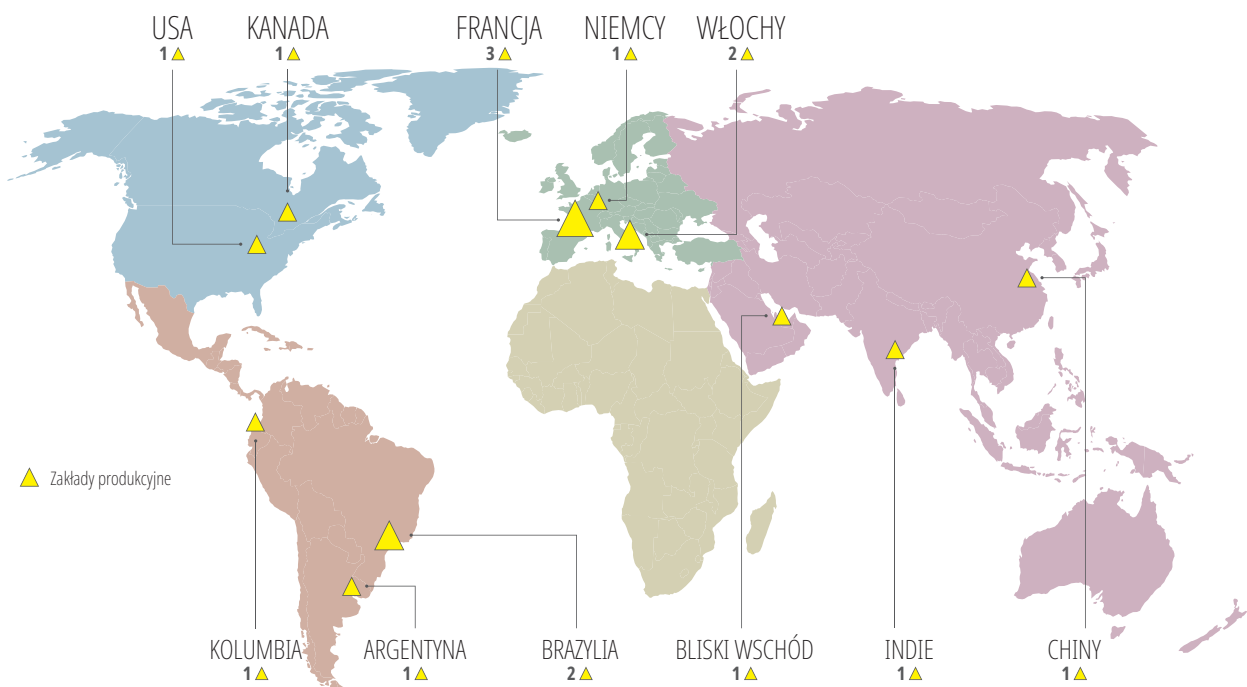 USA
1
KANADA
1
FRANCJA
3
NIEMCY
1
WŁOCHY
2
Zakłady produkcyjne
KOLUMBIA
1
ARGENTYNA
1
BRAZYLIA
2
BLISKI WSCHÓD
1
INDIE
1
CHINY
1